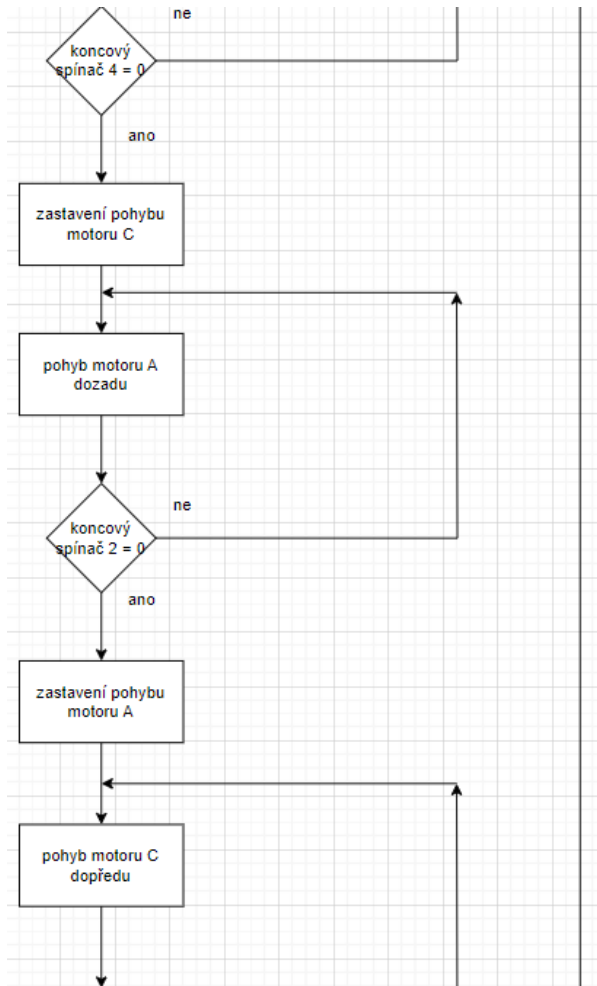 ne
koncový
spínač 4 = 0
ano
zastavení pohybu
motoru C
pohyb motoru A
dozadu
ne
koncový
spínač 2 = 0
ano
zastavení pohybu
motoru A
pohyb motoru C
dopředu